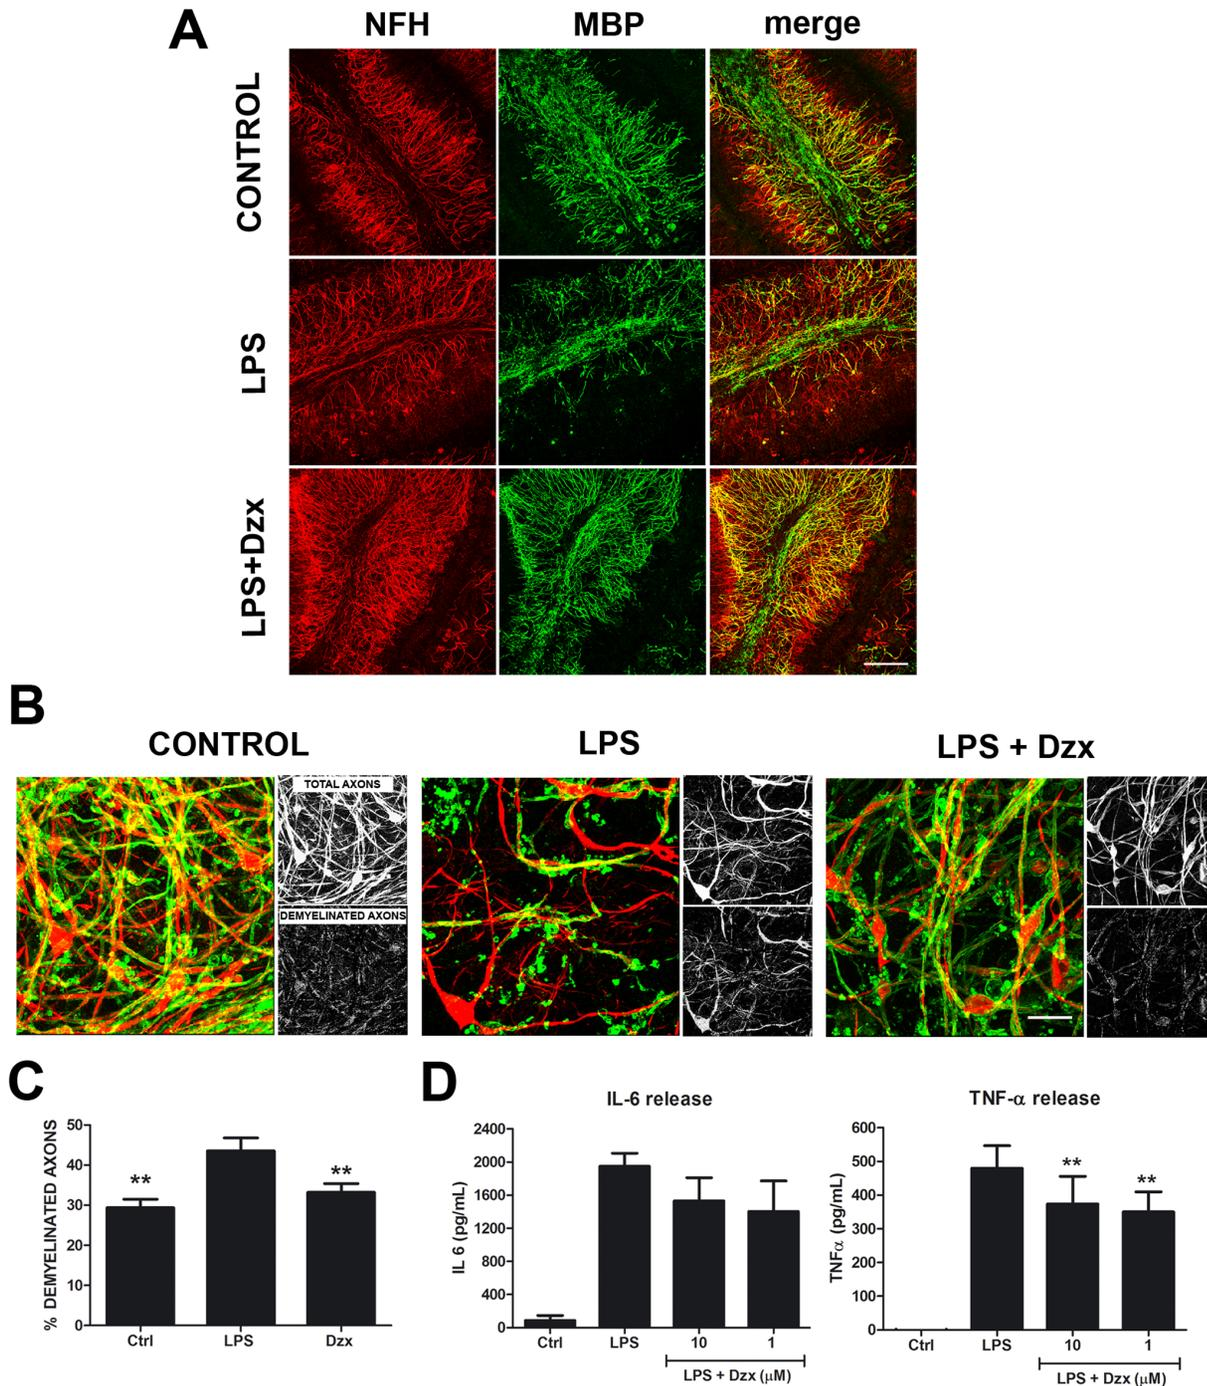 A
NFH MBP merge
CONTROL
LPS
LPS+Dzx
B
CONTROL LPS LPS + Dzx
TOTAL AXONS
DEMYELINATED AXONS
C
% DEMYELINATED AXONS
50
40
30
20
10
0
** **
Ctrl LPS Dzx
D
IL-6 release
IL 6 (pg/mL)
2400
2000
1600
1200
800
400
0
Ctrl LPS 10 1
LPS + Dzx (μM)
TNF-α release
TNFα (pg/mL)
600
500
400
300
200
100
0
** **
Ctrl LPS 10 1
LPS + Dzx (μM)